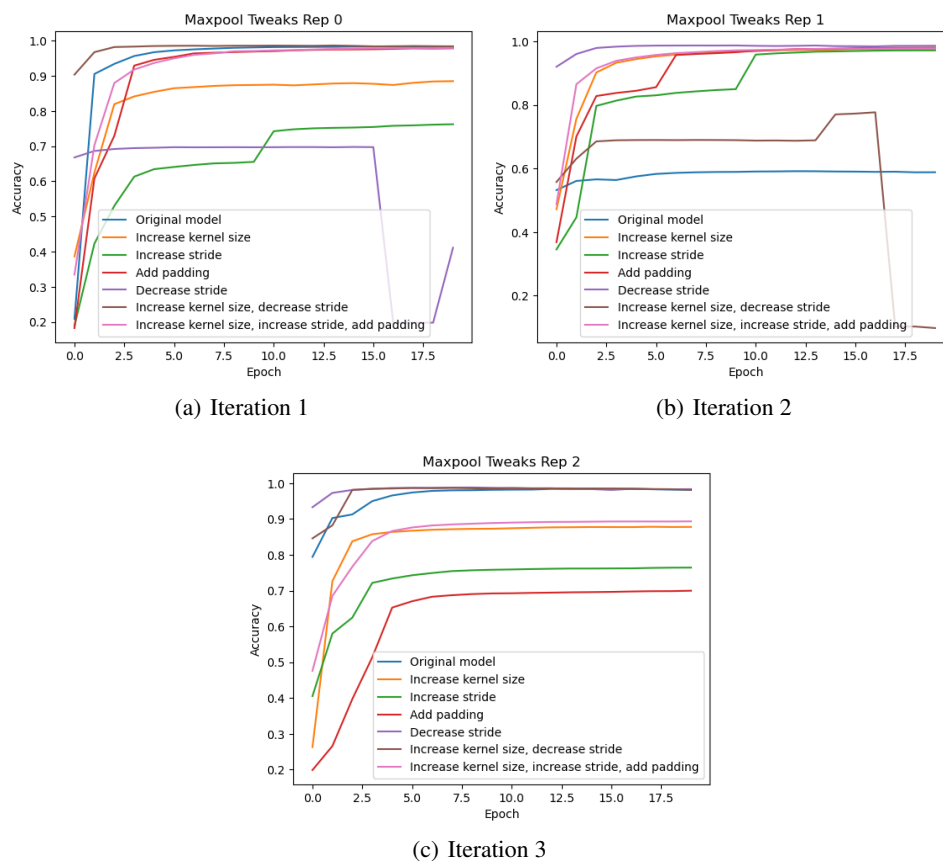 Maxpool Tweaks Rep 0
1.0
0.9
0.8
0.7
0.6
0.5
0.4
0.3
0.2
Accuracy
Original model
Increase kernel size
Increase stride
Add padding
Decrease stride
Increase kernel size, decrease stride
Increase kernel size, increase stride, add padding
0.0 2.5 5.0 7.5 10.0 12.5 15.0 17.5
Epoch
(a) Iteration 1
Maxpool Tweaks Rep 1
1.0
0.8
0.6
0.4
0.2
Accuracy
Original model
Increase kernel size
Increase stride
Add padding
Decrease stride
Increase kernel size, decrease stride
Increase kernel size, increase stride, add padding
0.0 2.5 5.0 7.5 10.0 12.5 15.0 17.5
Epoch
(b) Iteration 2
Maxpool Tweaks Rep 2
1.0
0.9
0.8
0.7
0.6
0.5
0.4
0.3
0.2
Accuracy
Original model
Increase kernel size
Increase stride
Add padding
Decrease stride
Increase kernel size, decrease stride
Increase kernel size, increase stride, add padding
0.0 2.5 5.0 7.5 10.0 12.5 15.0 17.5
Epoch
(c) Iteration 3